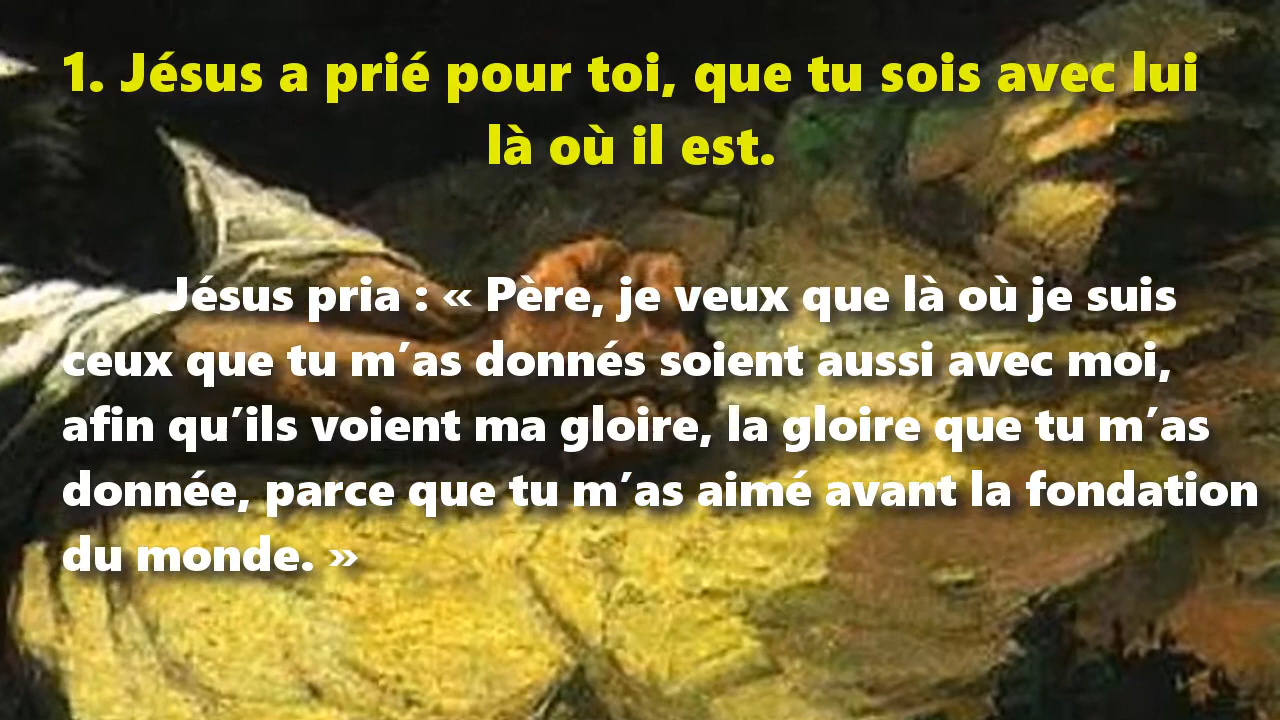 1. Jésus a prié pour toi, que tu sois avec lui
là où il est.
Jésus pria : « Père, je veux que là où je suis
ceux que tu m’as donnés soient aussi avec moi,
afin qu’ils voient ma gloire, la gloire que tu m’as
donnée, parce que tu m’as aimé avant la fondation
du monde. »